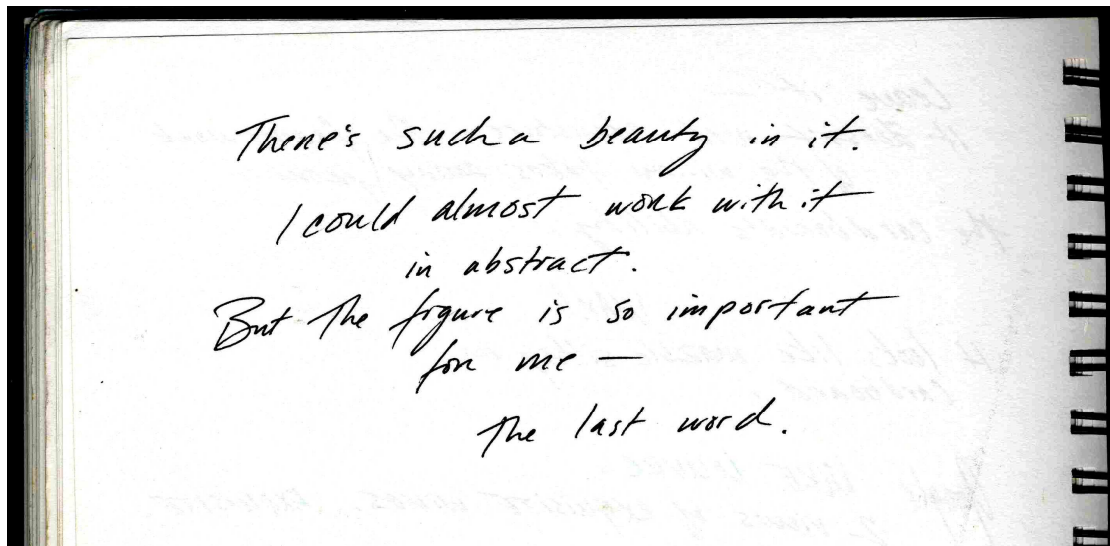 There's such a beauty in it.
I could almost work with it
in abstract.
But the figure is so important
for me —
the last word.